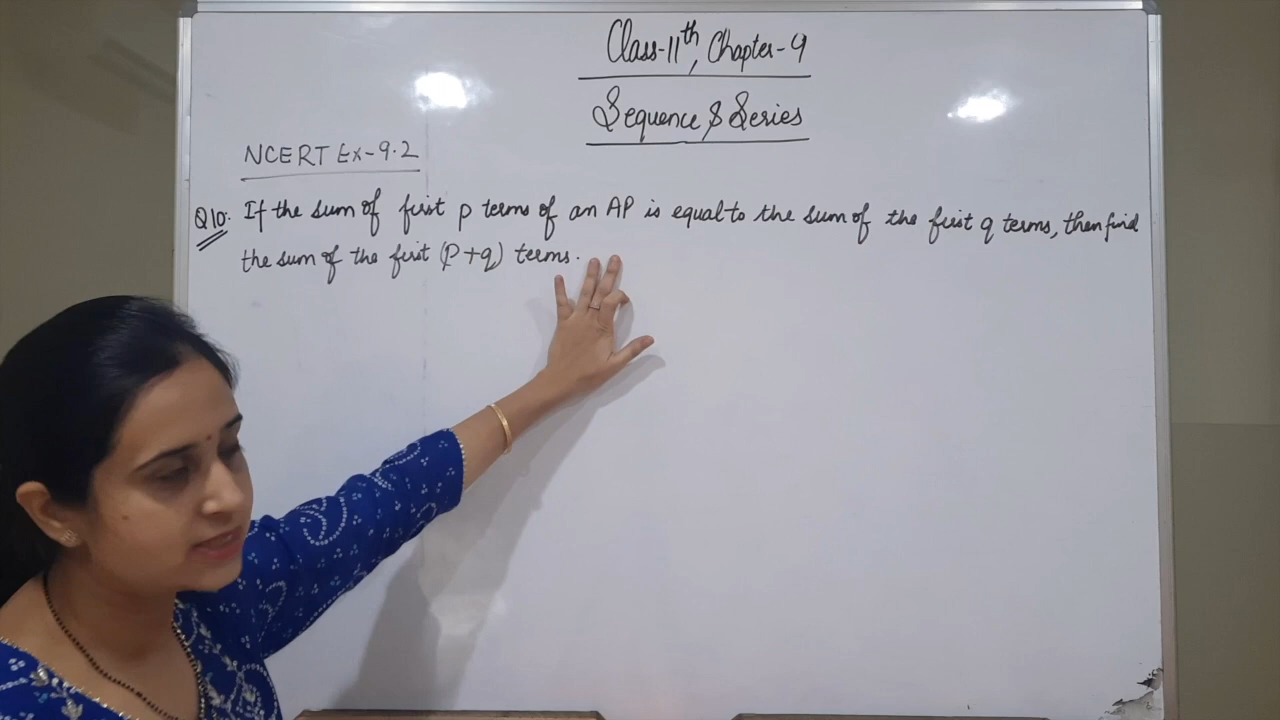 Class-11th, Chapter-9
Sequence & Series
NCERT Ex-9.2
Q10. If the sum of first p terms of an AP is equal to the sum of the first q terms, then find
the sum of the first (p+q) terms.